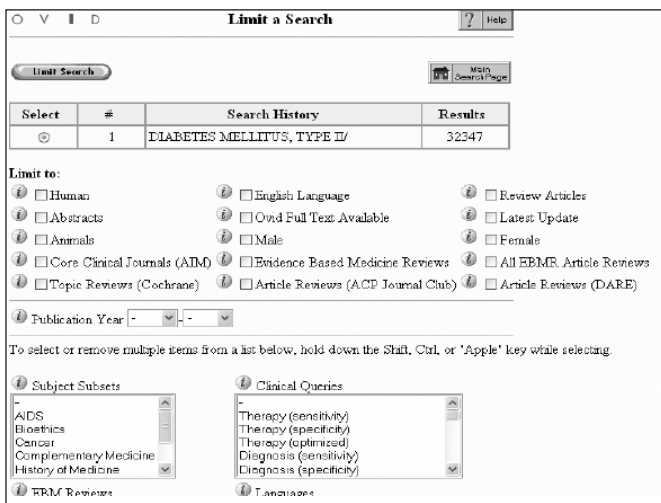 O V I D Limit a Search ? Help
Limit Search Main Search Page
Select # Search History Results
1 DIABETES MELLITUS, TYPE II/ 32347
Limit to:
Human English Language Review Articles
Abstracts Ovid Full Text Available Latest Update
Animals Male Female
Core Clinical Journals (AIM) Evidence Based Medicine Reviews All EBMR Article Reviews
Topic Reviews (Cochrane) Article Reviews (ACP Journal Club) Article Reviews (DARE)
Publication Year - - -
To select or remove multiple items from a list below, hold down the Shift, Ctrl, or "Apple" key while selecting.
Subject Subsets Clinical Queries
- -
AIDS Therapy (sensitivity)
Bioethics Therapy (specificity)
Cancer Therapy (optimized)
Complementary Medicine Diagnosis (sensitivity)
History of Medicine Diagnosis (specificity)
EBM Reviews Languages